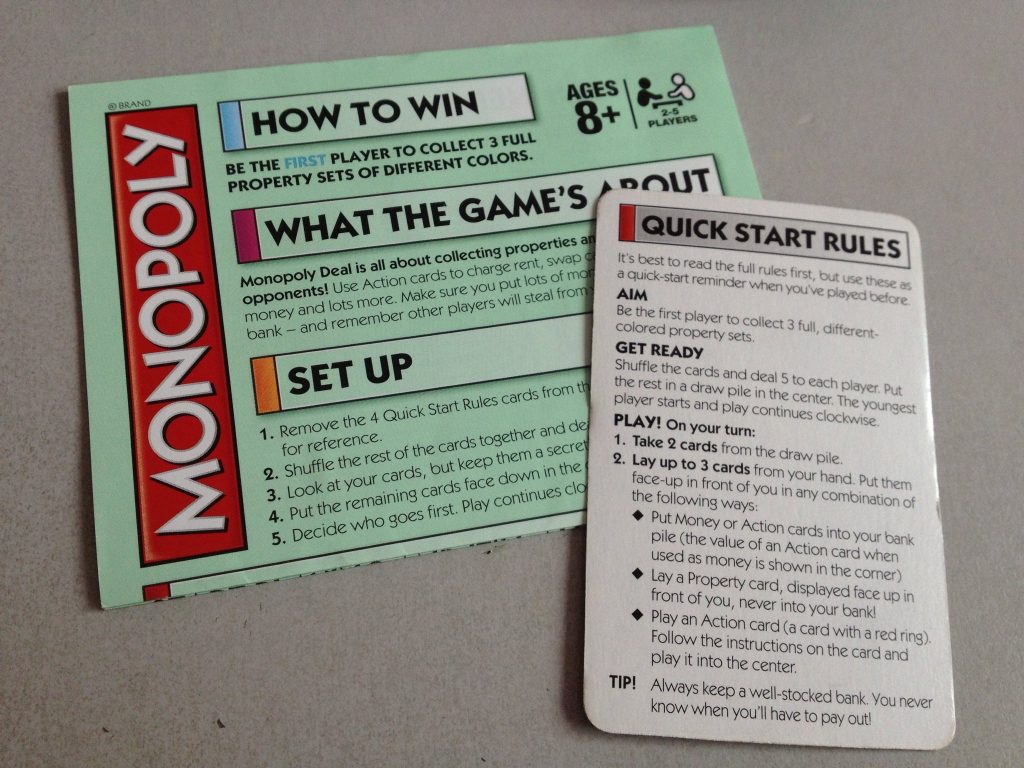 ® BRAND
MONOPOLY
HOW TO WIN
BE THE FIRST PLAYER TO COLLECT 3 FULL
PROPERTY SETS OF DIFFERENT COLORS.
AGES
8+
2-5
PLAYERS
WHAT THE GAME'S ABOUT
Monopoly Deal is all about collecting properties
opponents! Use Action cards to charge rent, swap
money and lots more. Make sure you put lots of
bank – and remember other players will steal from
SET UP
1. Remove the 4 Quick Start Rules cards from
for reference.
2. Shuffle the rest of the cards together and
3. Look at your cards, but keep them a secret
4. Put the remaining cards face down in the
5. Decide who goes first. Play continues
QUICK START RULES
It's best to read the full rules first, but use these as
a quick-start reminder when you've played before.
AIM
Be the first player to collect 3 full, different-
colored property sets.
GET READY
Shuffle the cards and deal 5 to each player. Put
the rest in a draw pile in the center. The youngest
player starts and play continues clockwise.
PLAY! On your turn:
1. Take 2 cards from the draw pile.
2. Lay up to 3 cards from your hand. Put them
face-up in front of you in any combination of
the following ways:
◆ Put Money or Action cards into your bank
pile (the value of an Action card when
used as money is shown in the corner)
◆ Lay a Property card, displayed face up in
front of you, never into your bank!
◆ Play an Action card (a card with a red ring).
Follow the instructions on the card and
play it into the center.
TIP! Always keep a well-stocked bank. You never
know when you'll have to pay out!